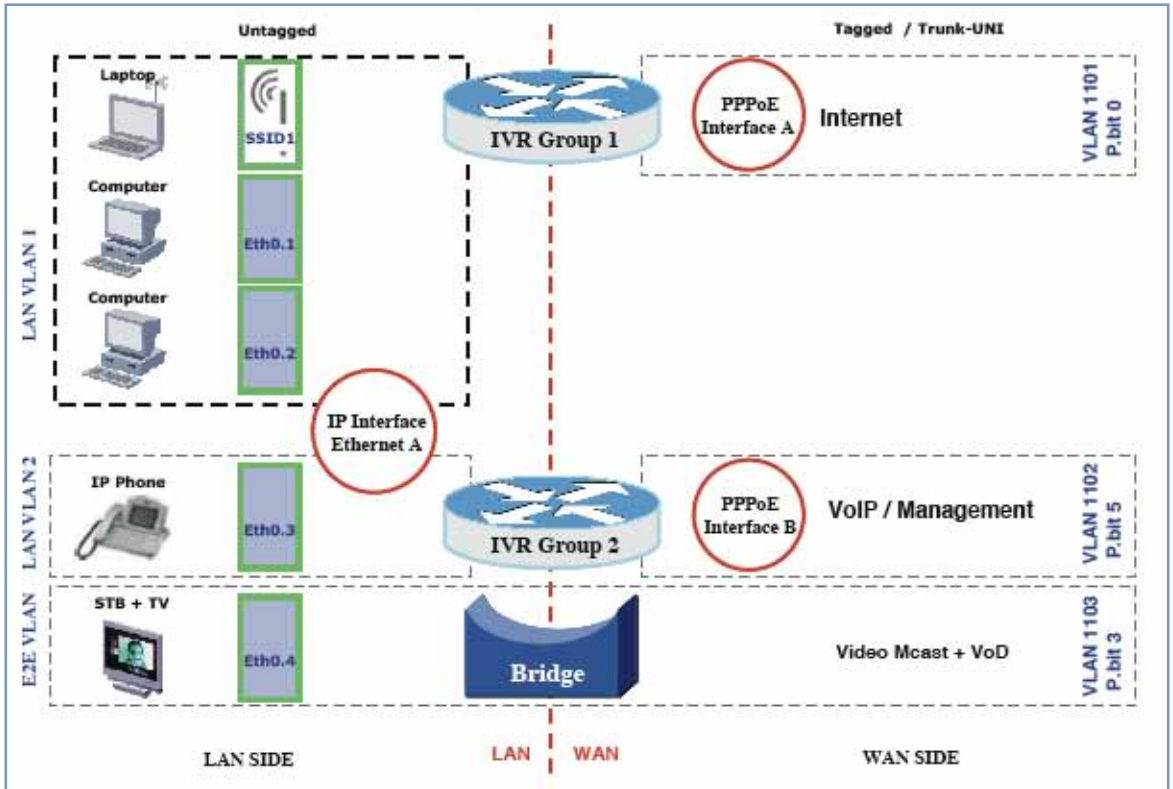 Untagged
Tagged / Trunk-UNI
LAN VLAN 1
Laptop
SSID1
Computer
Eth0.1
Computer
Eth0.2
IVR Group 1
PPPoE
Interface A
Internet
VLAN 1101
P.bit 0
IP Interface
Ethernet A
LAN VLAN 2
IP Phone
Eth0.3
IVR Group 2
PPPoE
Interface B
VoIP / Management
VLAN 1102
P.bit 5
E2E VLAN
STB + TV
Eth0.4
Bridge
Video Mcast + VoD
VLAN 1103
P.bit 3
LAN SIDE
LAN
WAN
WAN SIDE